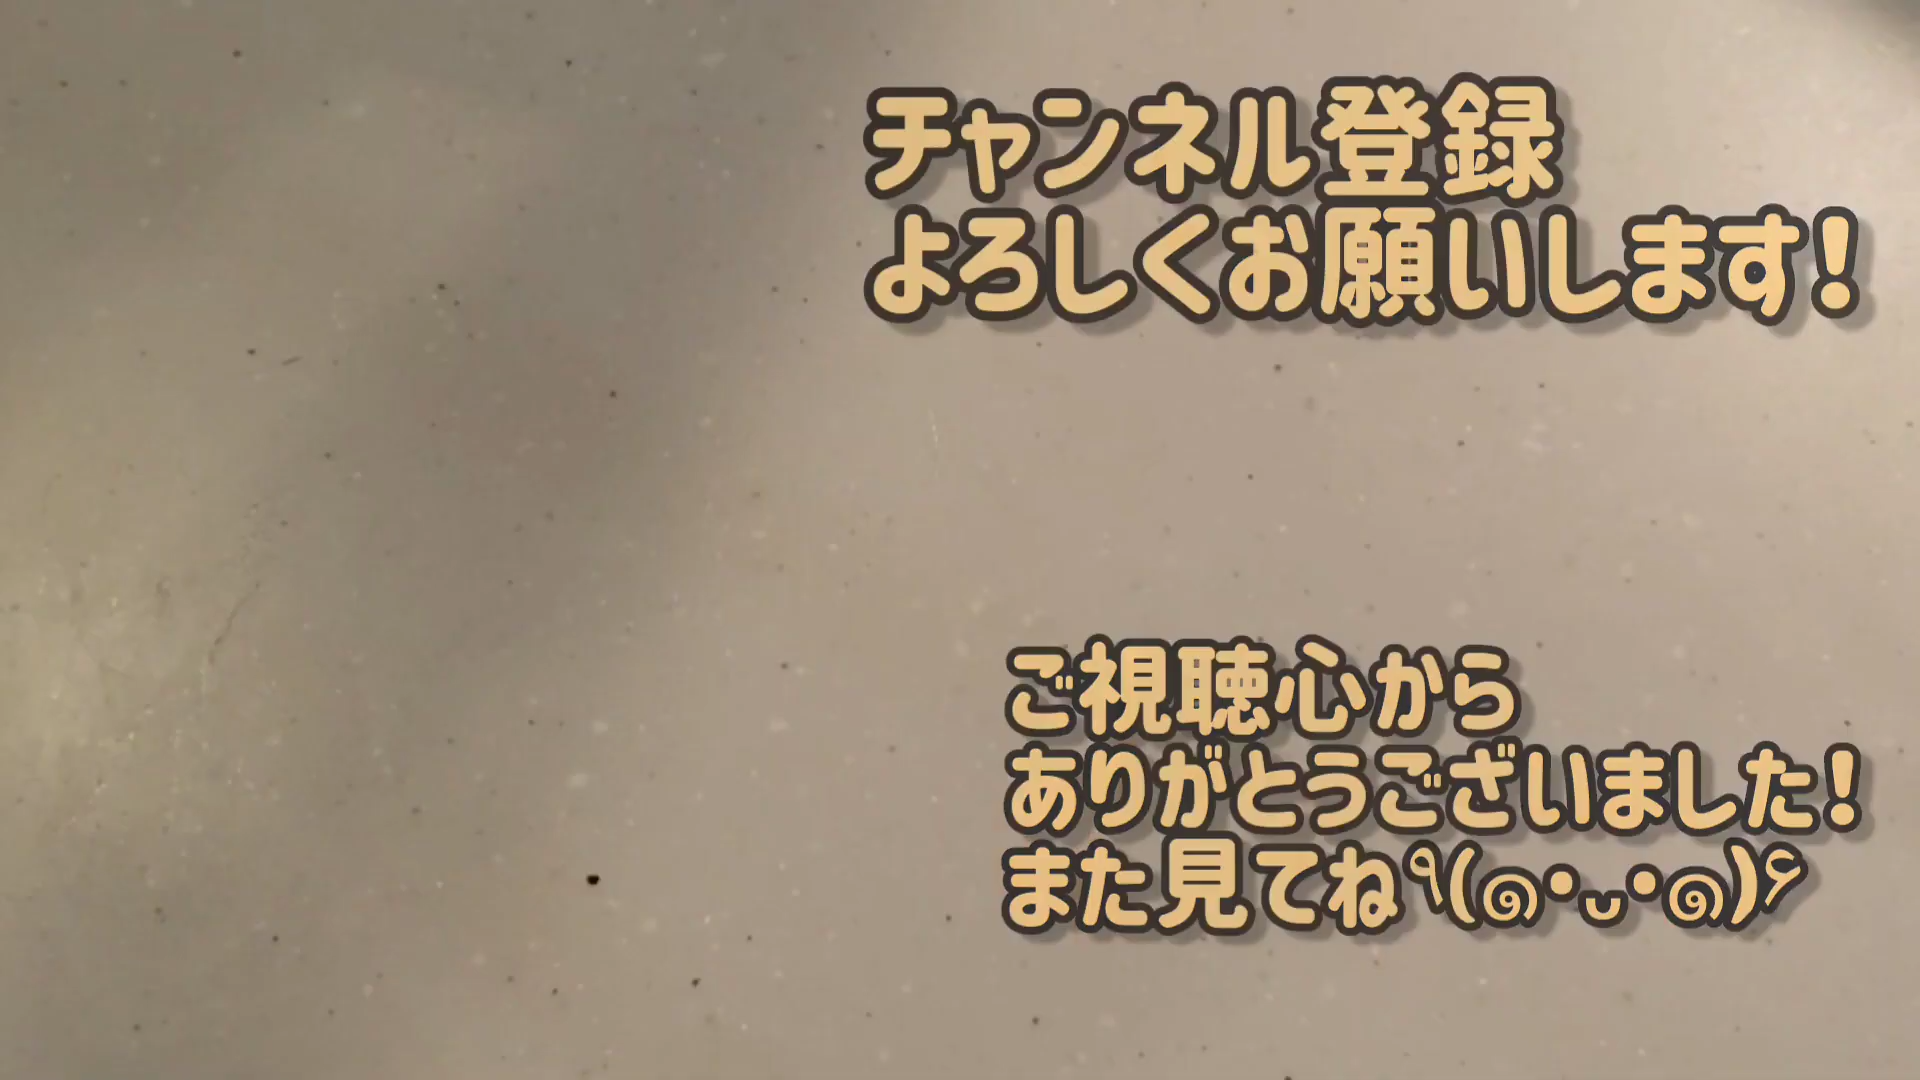 チャンネル登録
よろしくお願いします!
ご視聴心から
ありがとうございました!
また見てね٩(๑•ᴗ•๑)۶